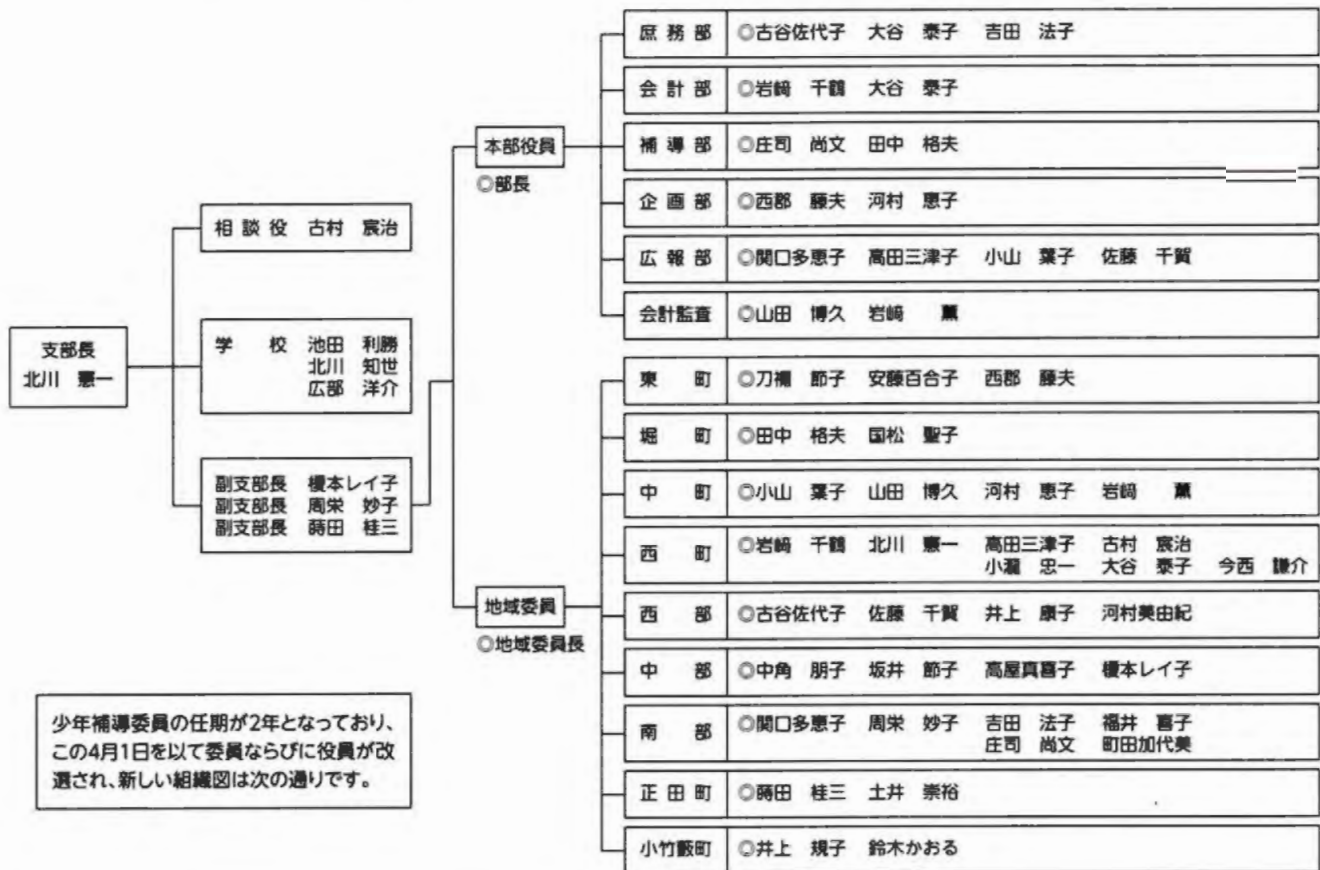 支部長
北川 憲一
相談役 古村 宸治
学校 池田 利勝
北川 知世
広部 洋介
副支部長 榎本レイ子
副支部長 周栄 妙子
副支部長 蒔田 桂三
本部役員
◎部長
庶務部 ◎古谷佐代子 大谷 泰子 吉田 法子
会計部 ◎岩﨑 千鶴 大谷 泰子
補導部 ◎庄司 尚文 田中 格夫
企画部 ◎西郡 藤夫 河村 恵子
広報部 ◎関口多恵子 高田三津子 小山 葉子 佐藤 千賀
会計監査 ◎山田 博久 岩﨑 薫
地域委員
◎地域委員長
東町 ◎刀禰 節子 安藤百合子 西郡 藤夫
堀町 ◎田中 格夫 国松 聖子
中町 ◎小山 葉子 山田 博久 河村 恵子 岩﨑 薫
西町 ◎岩﨑 千鶴 北川 憲一 高田三津子 古村 宸治
小瀧 忠一 大谷 泰子 今西 謙介
西部 ◎古谷佐代子 佐藤 千賀 井上 康子 河村美由紀
中部 ◎中角 朋子 坂井 節子 高屋真喜子 榎本レイ子
南部 ◎関口多恵子 周栄 妙子 吉田 法子 福井 喜子
庄司 尚文 町田加代美
正田町 ◎蒔田 桂三 土井 崇裕
小竹藪町 ◎井上 規子 鈴木かおる
少年補導委員の任期が2年となっており、
この4月1日を以て委員ならびに役員が改
選され、新しい組織図は次の通りです。